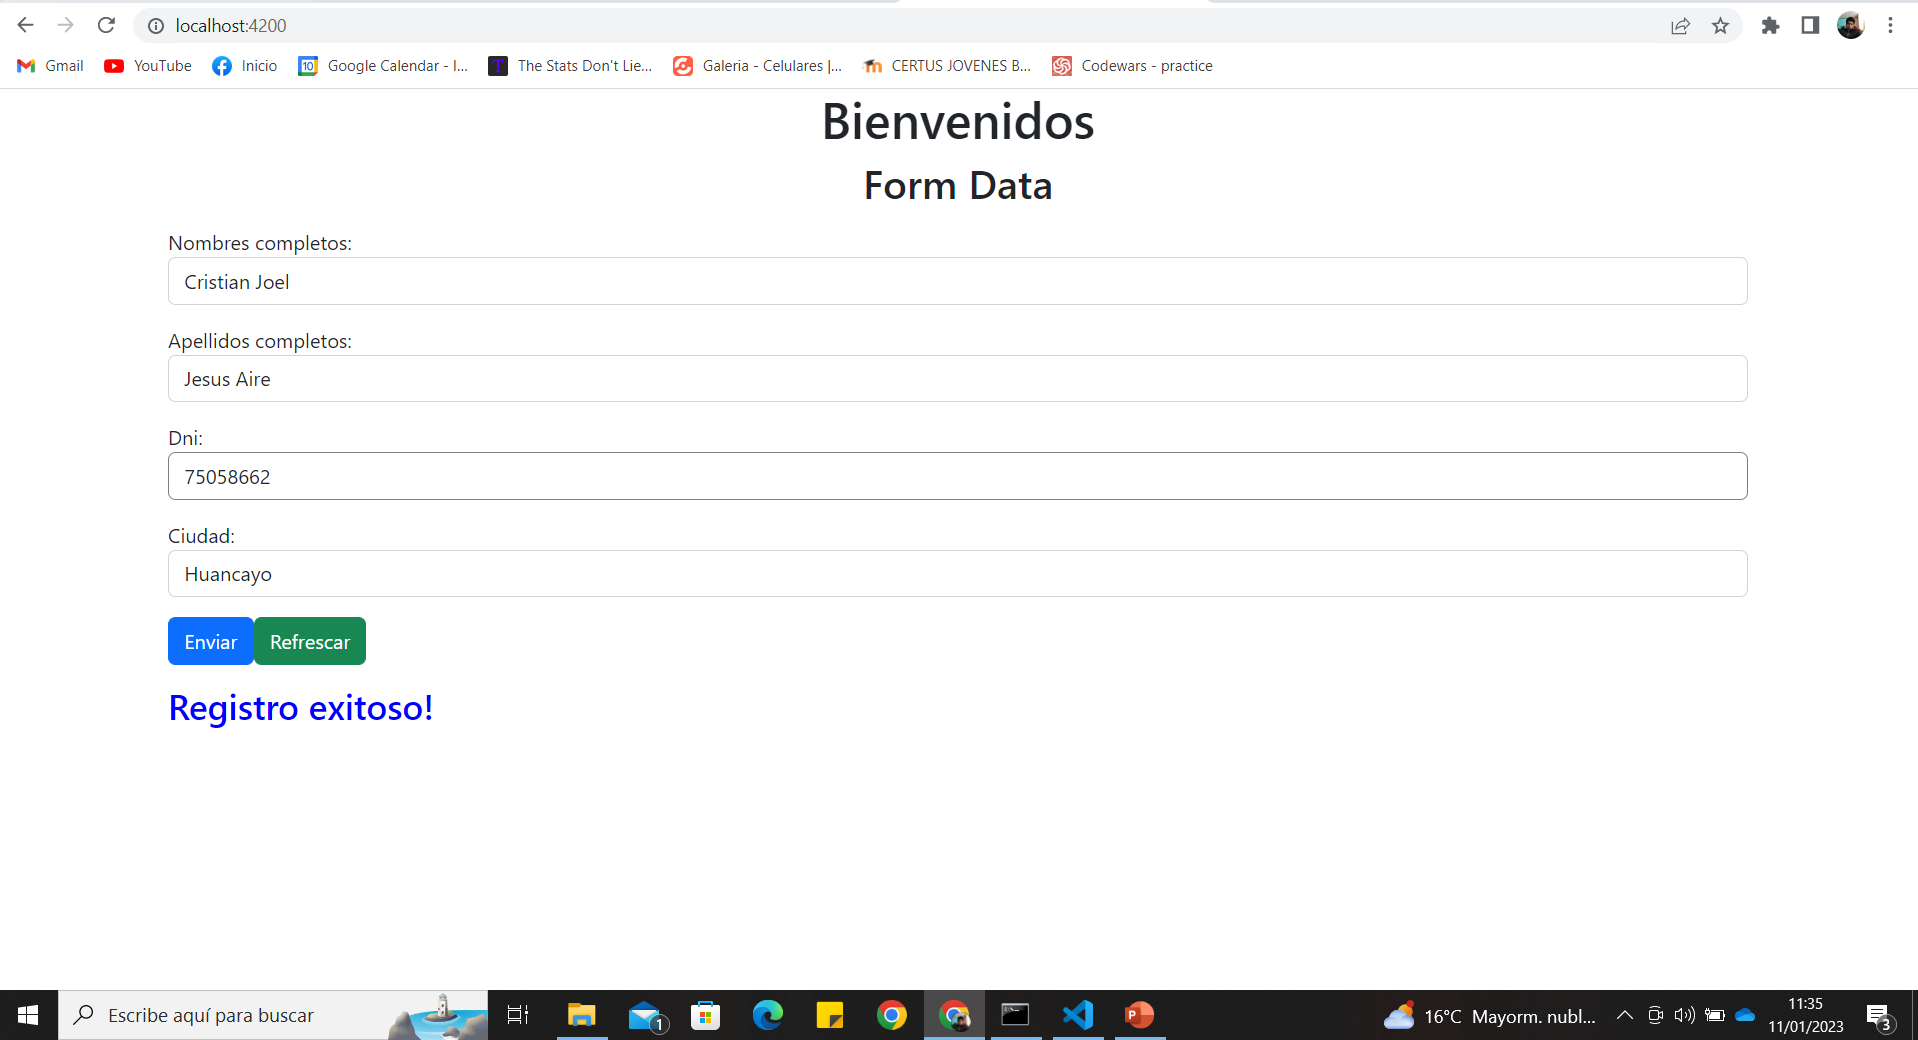 localhost:4200
Gmail YouTube Inicio Google Calendar - I... The Stats Don't Lie... Galeria - Celulares |... CERTUS JOVENES B... Codewars - practice
Bienvenidos
Form Data
Nombres completos:
Cristian Joel
Apellidos completos:
Jesus Aire
Dni:
75058662
Ciudad:
Huancayo
Enviar Refrescar
Registro exitoso!
Escribe aquí para buscar
16°C Mayorm. nubl...
11:35
11/01/2023